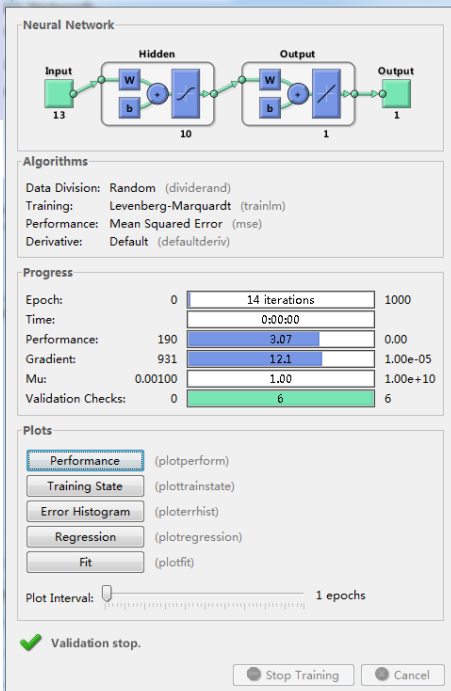 Neural Network
Hidden Output
Input Output
W W
+ +
b b
13 10 1 1
Algorithms
Data Division: Random (dividerand)
Training: Levenberg-Marquardt (trainlm)
Performance: Mean Squared Error (mse)
Derivative: Default (defaultderiv)
Progress
Epoch: 0 14 iterations 1000
Time: 0:00:00
Performance: 190 3.07 0.00
Gradient: 931 12.1 1.00e-05
Mu: 0.00100 1.00 1.00e+10
Validation Checks: 0 6 6
Plots
Performance (plotperform)
Training State (plottrainstate)
Error Histogram (ploterrhist)
Regression (plotregression)
Fit (plotfit)
Plot Interval: 1 epochs
Validation stop.
Stop Training Cancel